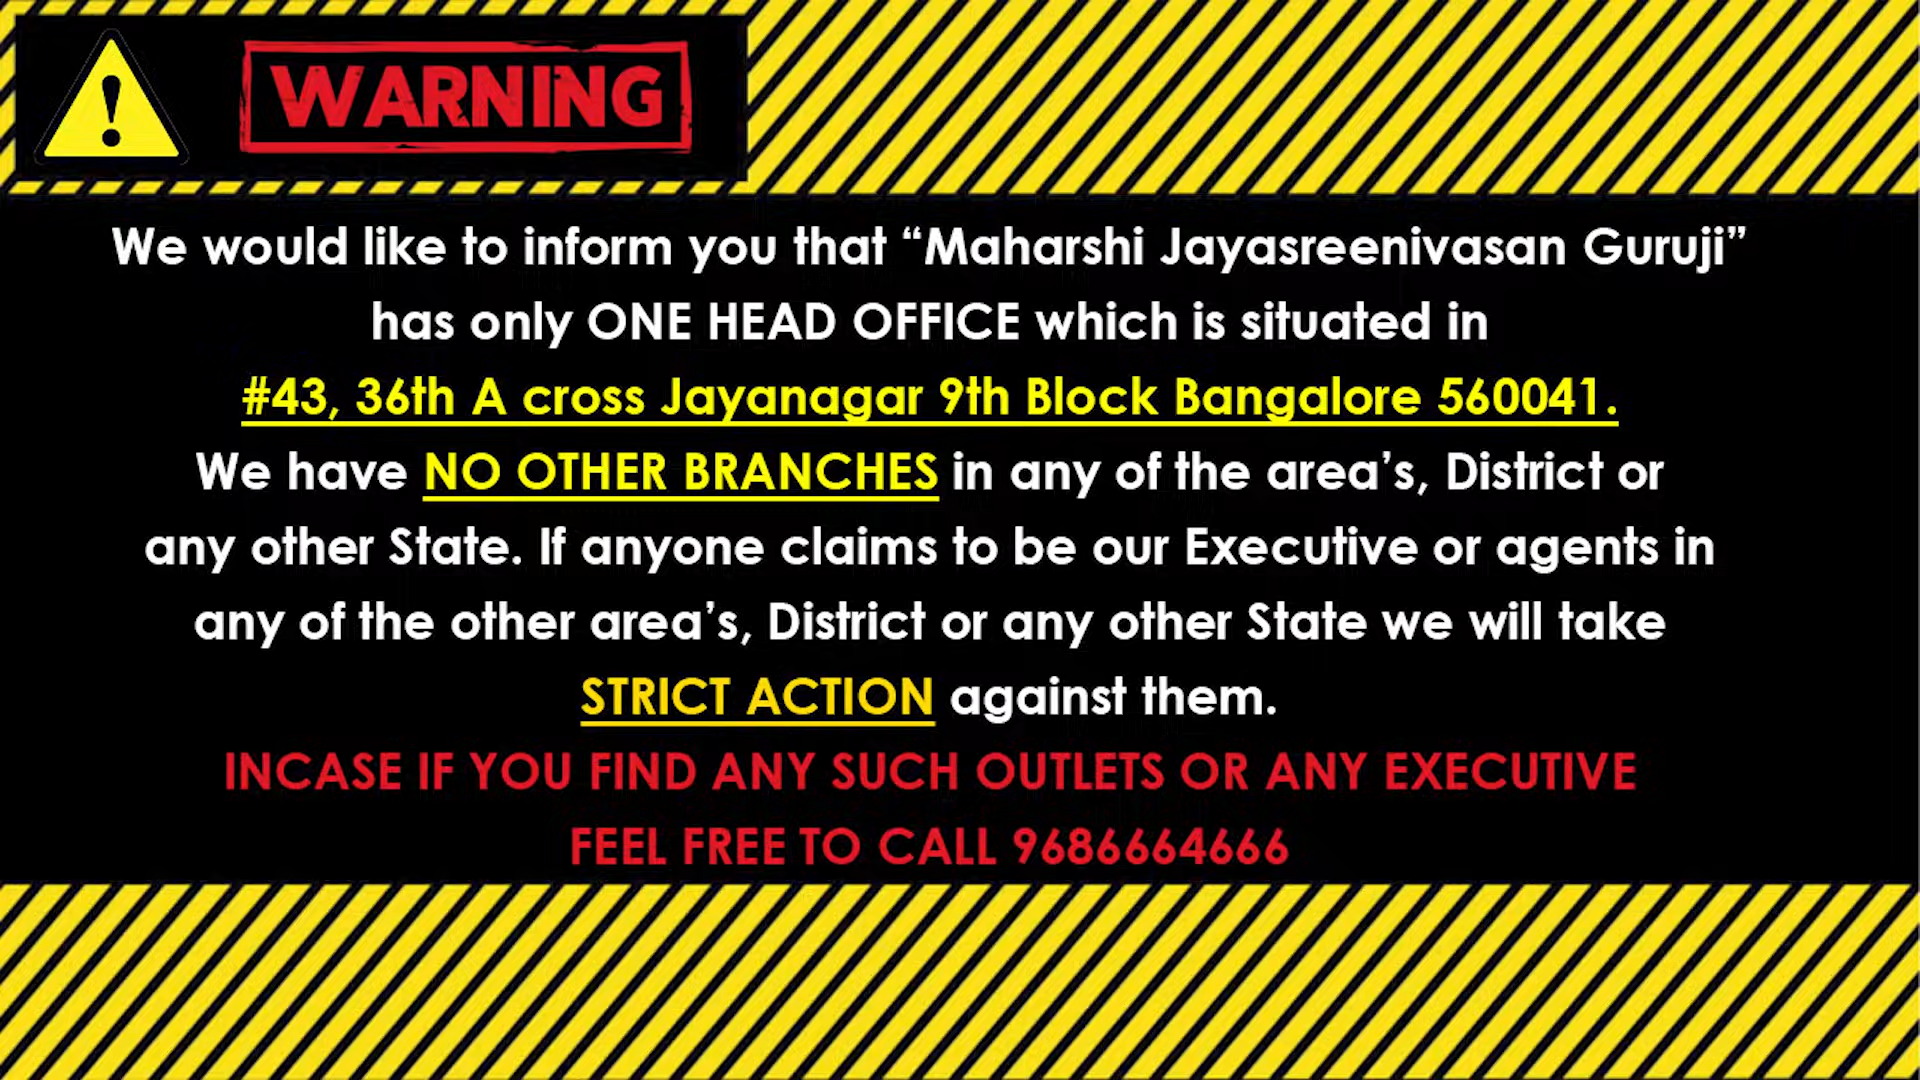 WARNING
We would like to inform you that “Maharshi Jayasreenivasan Guruji”
has only ONE HEAD OFFICE which is situated in
#43, 36th A cross Jayanagar 9th Block Bangalore 560041.
We have NO OTHER BRANCHES in any of the area’s, District or
any other State. If anyone claims to be our Executive or agents in
any of the other area’s, District or any other State we will take
STRICT ACTION against them.
INCASE IF YOU FIND ANY SUCH OUTLETS OR ANY EXECUTIVE
FEEL FREE TO CALL 9686664666